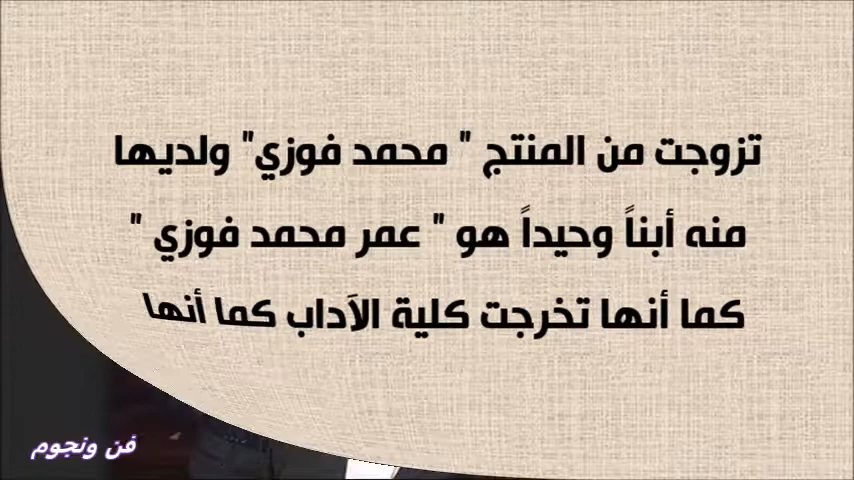 تزوجت من المنتج " محمد فوزي" ولديها
منه أبناً وحيداً هو " عمر محمد فوزي "
كما أنها تخرجت كلية الآداب كما أنها
فن ونجوم